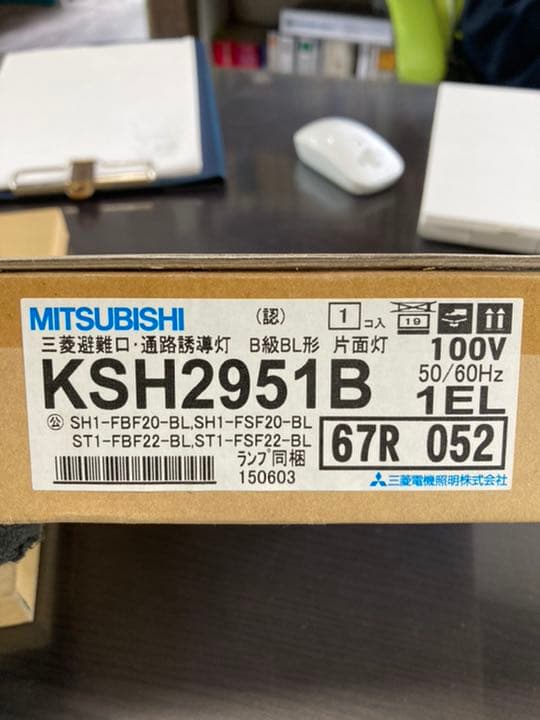 MITSUBISHI
(認)
1 コ入
19
三菱避難口・通路誘導灯 B級BL形 片面灯
100V
KSH2951B
50/60Hz
1EL
公 SH1-FBF20-BL,SH1-FSF20-BL
ST1-FBF22-BL,ST1-FSF22-BL
67R 052
ランプ同梱
150603
三菱電機照明株式会社